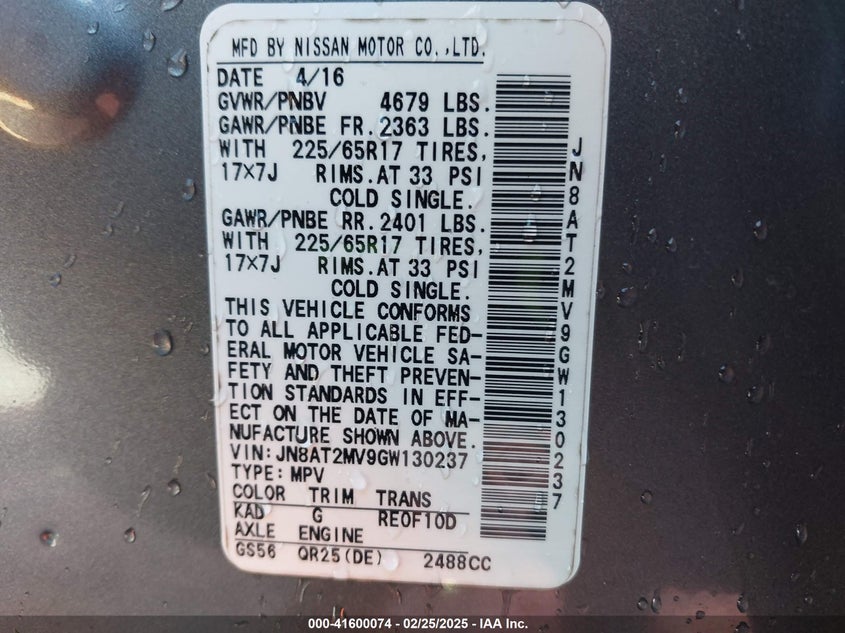 MFD BY NISSAN MOTOR CO.,LTD.
DATE 4/16
GVWR/PNBV 4679 LBS.
GAWR/PNBE FR.2363 LBS.
WITH 225/65R17 TIRES,
17×7J RIMS.AT 33 PSI
COLD SINGLE.
GAWR/PNBE RR.2401 LBS.
WITH 225/65R17 TIRES,
17×7J RIMS.AT 33 PSI
COLD SINGLE.
THIS VEHICLE CONFORMS
TO ALL APPLICABLE FED-
ERAL MOTOR VEHICLE SA-
FETY AND THEFT PREVEN-
TION STANDARDS IN EFF-
ECT ON THE DATE OF MA-
NUFACTURE SHOWN ABOVE.
VIN:JN8AT2MV9GW130237
TYPE:MPV
COLOR TRIM TRANS
KAD G RE0F10D
AXLE ENGINE
GS56 QR25(DE) 2488CC
JN8AT2MV9GW130237
000-41600074 - 02/25/2025 - IAA Inc.